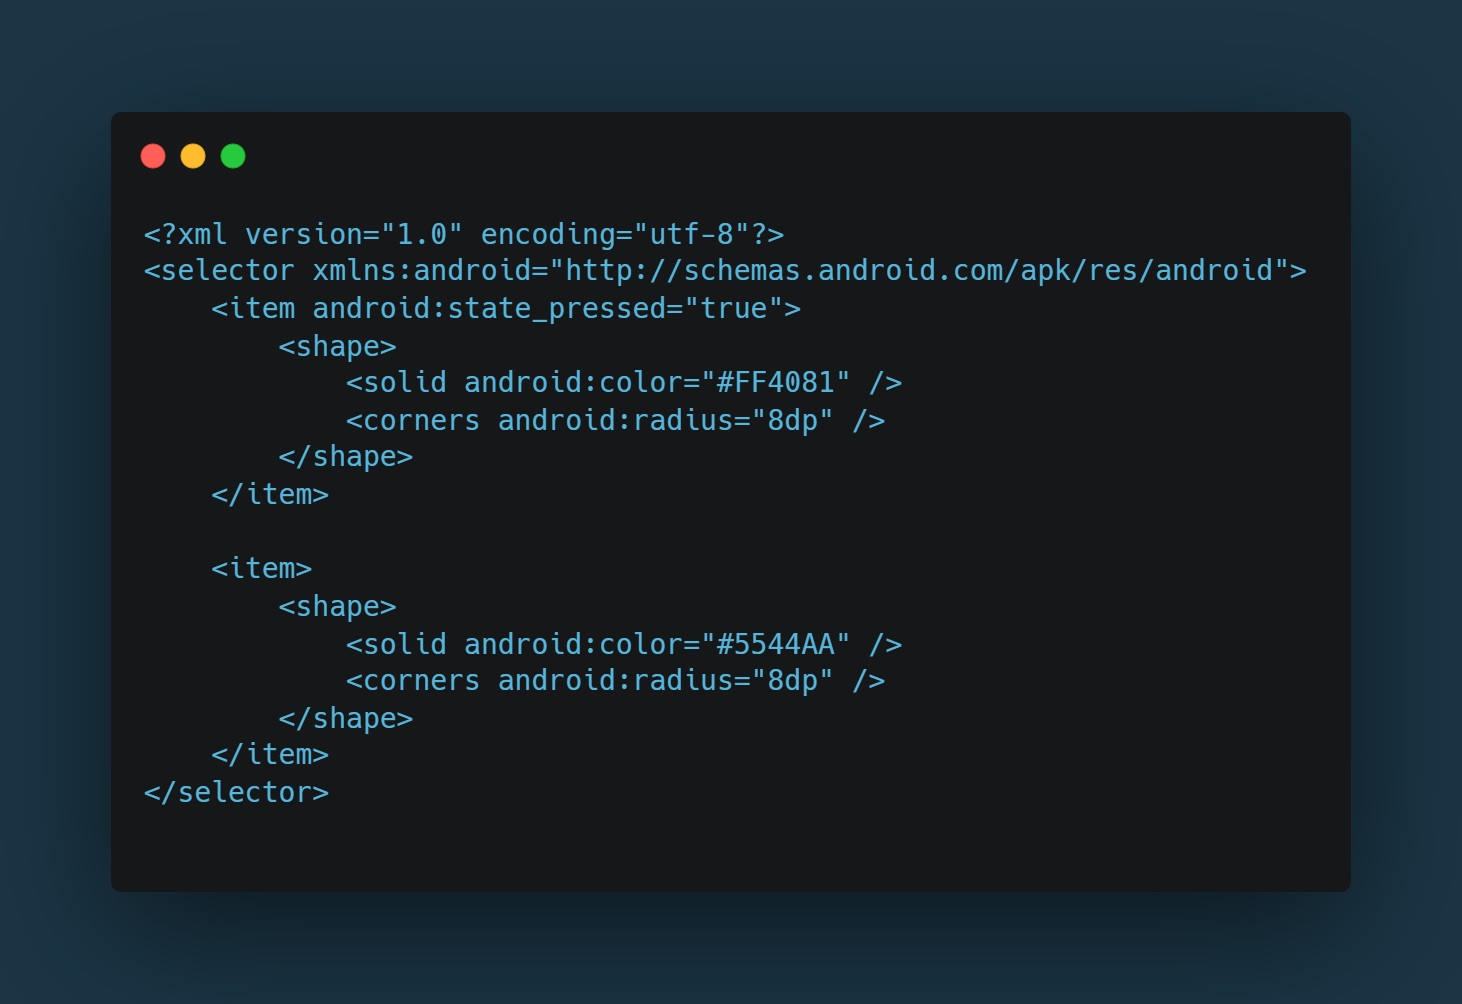 <?xml version="1.0" encoding="utf-8"?>
<selector xmlns:android="http://schemas.android.com/apk/res/android">
    <item android:state_pressed="true">
        <shape>
            <solid android:color="#FF4081" />
            <corners android:radius="8dp" />
        </shape>
    </item>

    <item>
        <shape>
            <solid android:color="#5544AA" />
            <corners android:radius="8dp" />
        </shape>
    </item>
</selector>